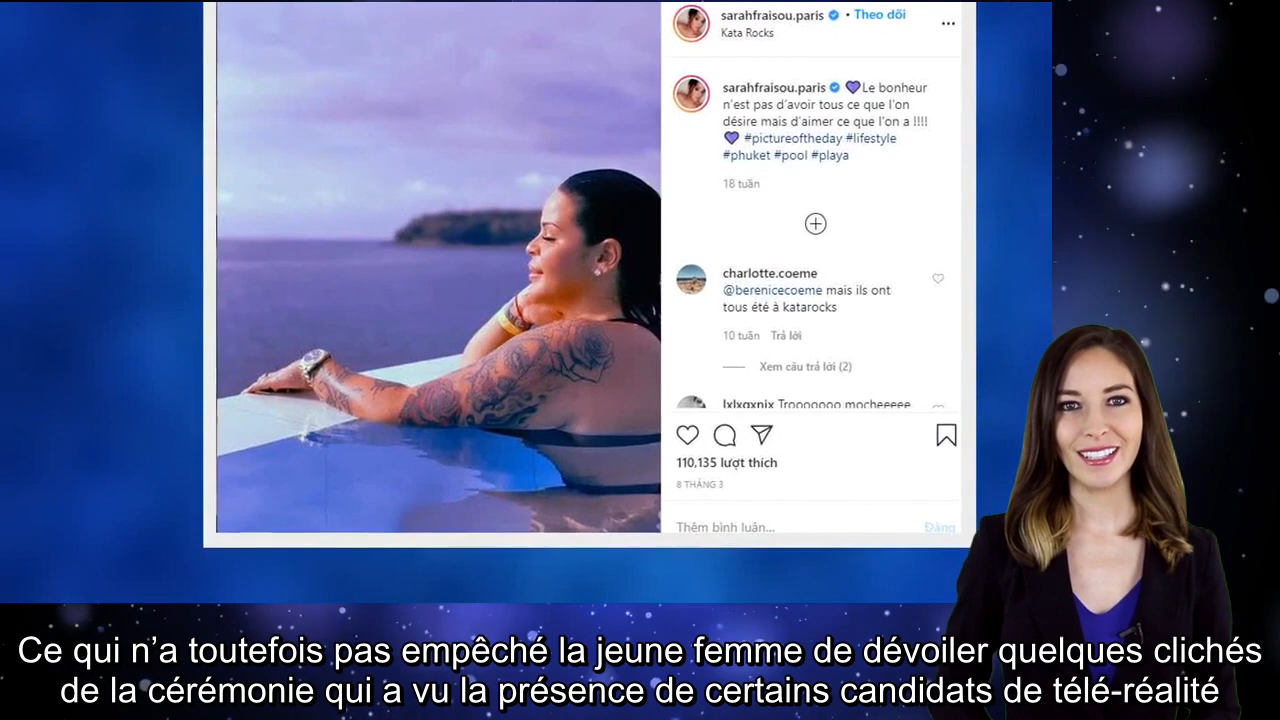 sarahfraisou.paris • Theo dõi
Kata Rocks
sarahfraisou.paris 💜Le bonheur
n'est pas d'avoir tous ce que l'on
désire mais d'aimer ce que l'on a !!!!
💜 #pictureoftheday #lifestyle
#phuket #pool #playa
18 tuần
charlotte.coeme
@berenicecoeme mais ils ont
tous été à katarocks
10 tuần Trả lời
Xem câu trả lời (2)
lxlxgxnix Trooooooo mocheeeee
110,135 lượt thích
8 THÁNG 3
Thêm bình luận...
Đăng
Ce qui n’a toutefois pas empêché la jeune femme de dévoiler quelques clichés
de la cérémonie qui a vu la présence de certains candidats de télé-réalité